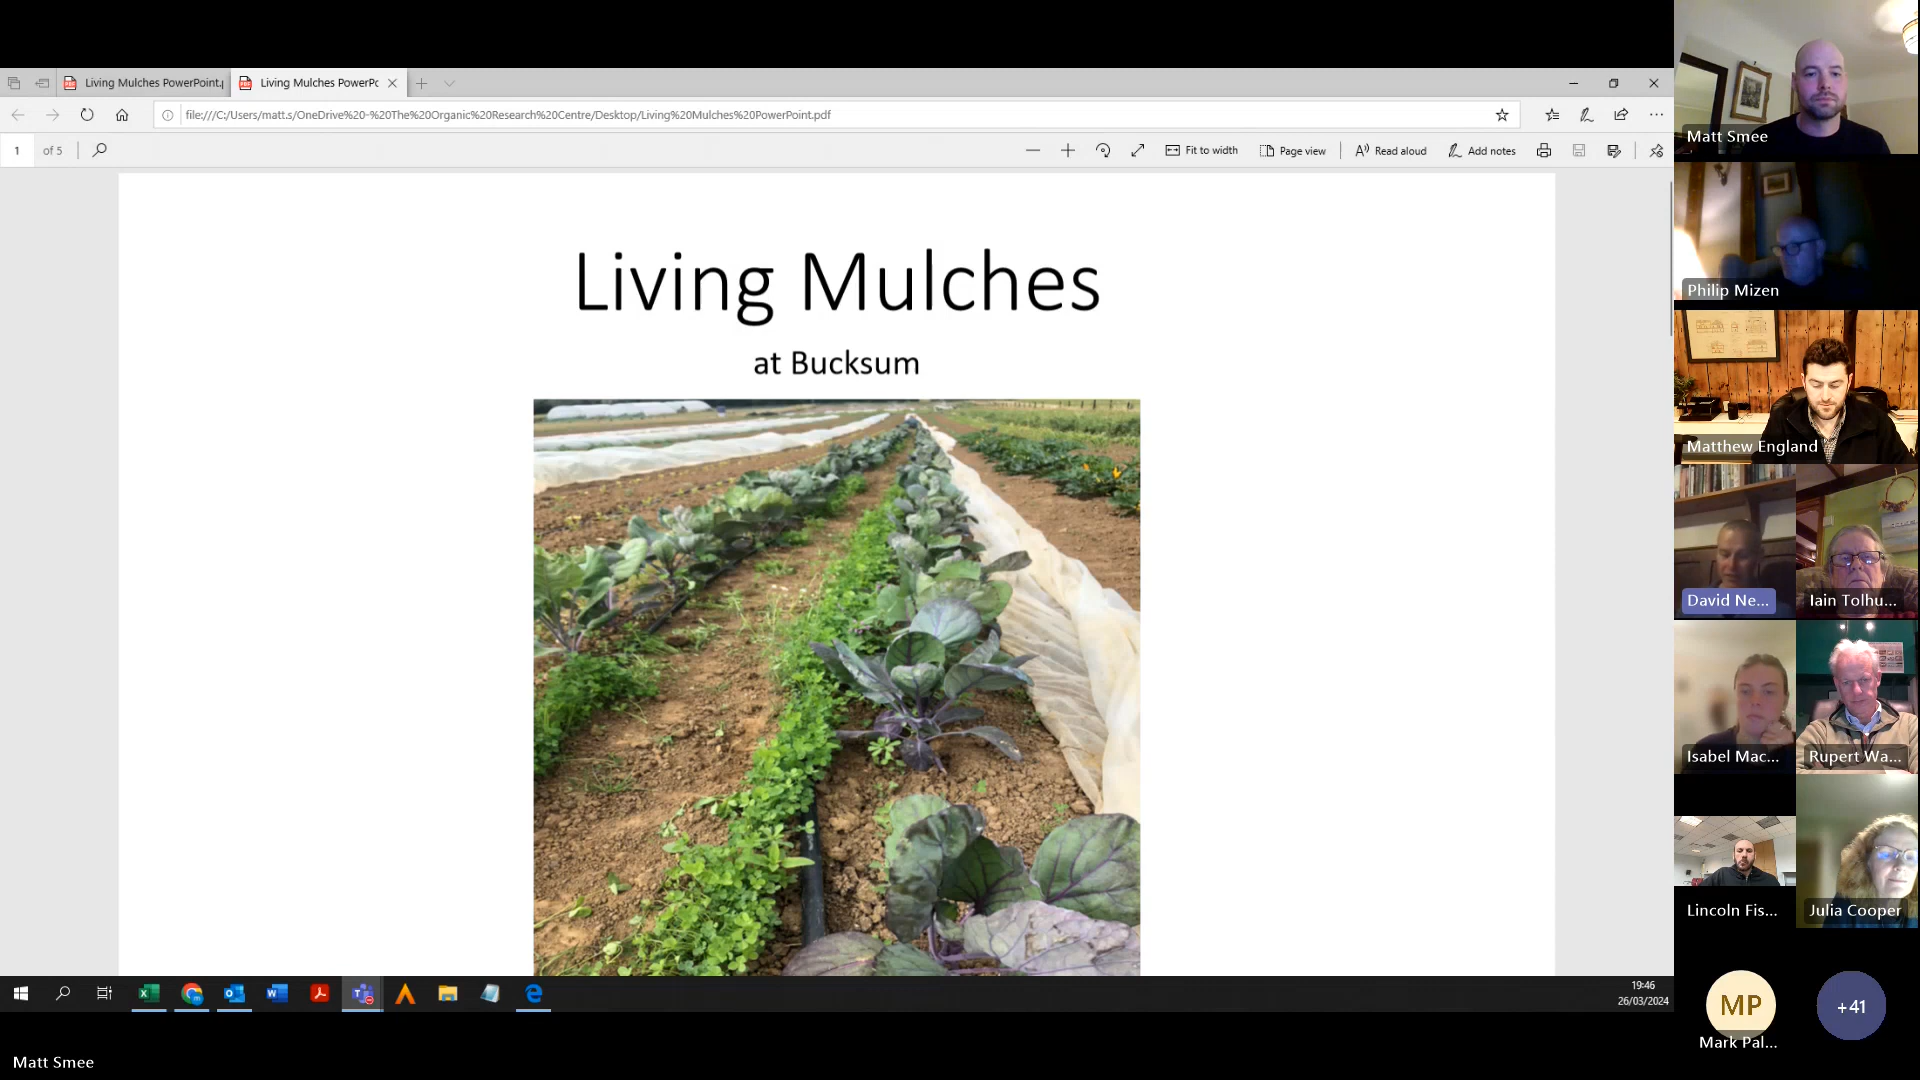 Living Mulches PowerPoint.p
Living Mulches PowerPc
file:///C:/Users/matt.s/OneDrive%20-%20The%20Organic%20Research%20Centre/Desktop/Living%20Mulches%20PowerPoint.pdf
1 of 5
Fit to width
Page view
Read aloud
Add notes
Living Mulches
at Bucksum
19:46
26/03/2024
Matt Smee
Matt Smee
Philip Mizen
Matthew England
David Ne...
Iain Tolhu...
Isabel Mac...
Rupert Wa...
Lincoln Fis...
Julia Cooper
MP
Mark Pal...
+41